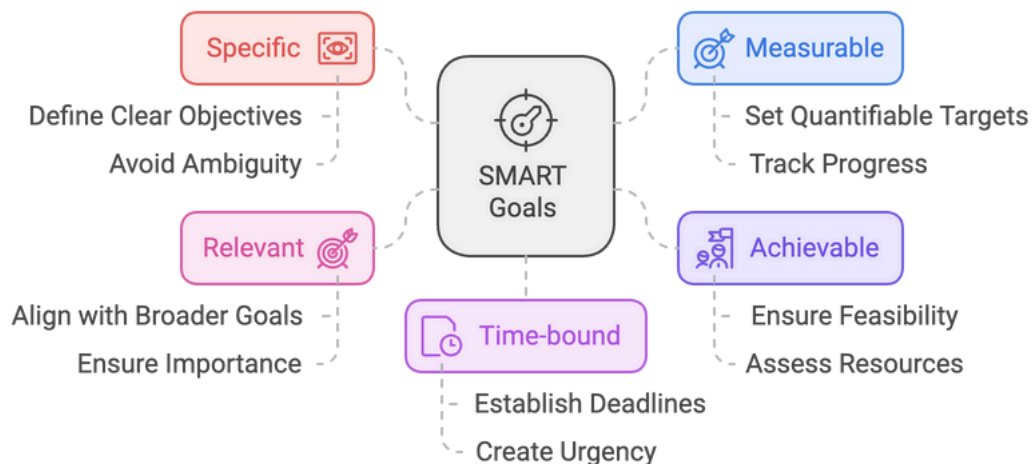 Specific
Define Clear Objectives
Avoid Ambiguity
SMART
Goals
Measurable
Set Quantifiable Targets
Track Progress
Relevant
Align with Broader Goals
Ensure Importance
Achievable
Ensure Feasibility
Assess Resources
Time-bound
Establish Deadlines
Create Urgency